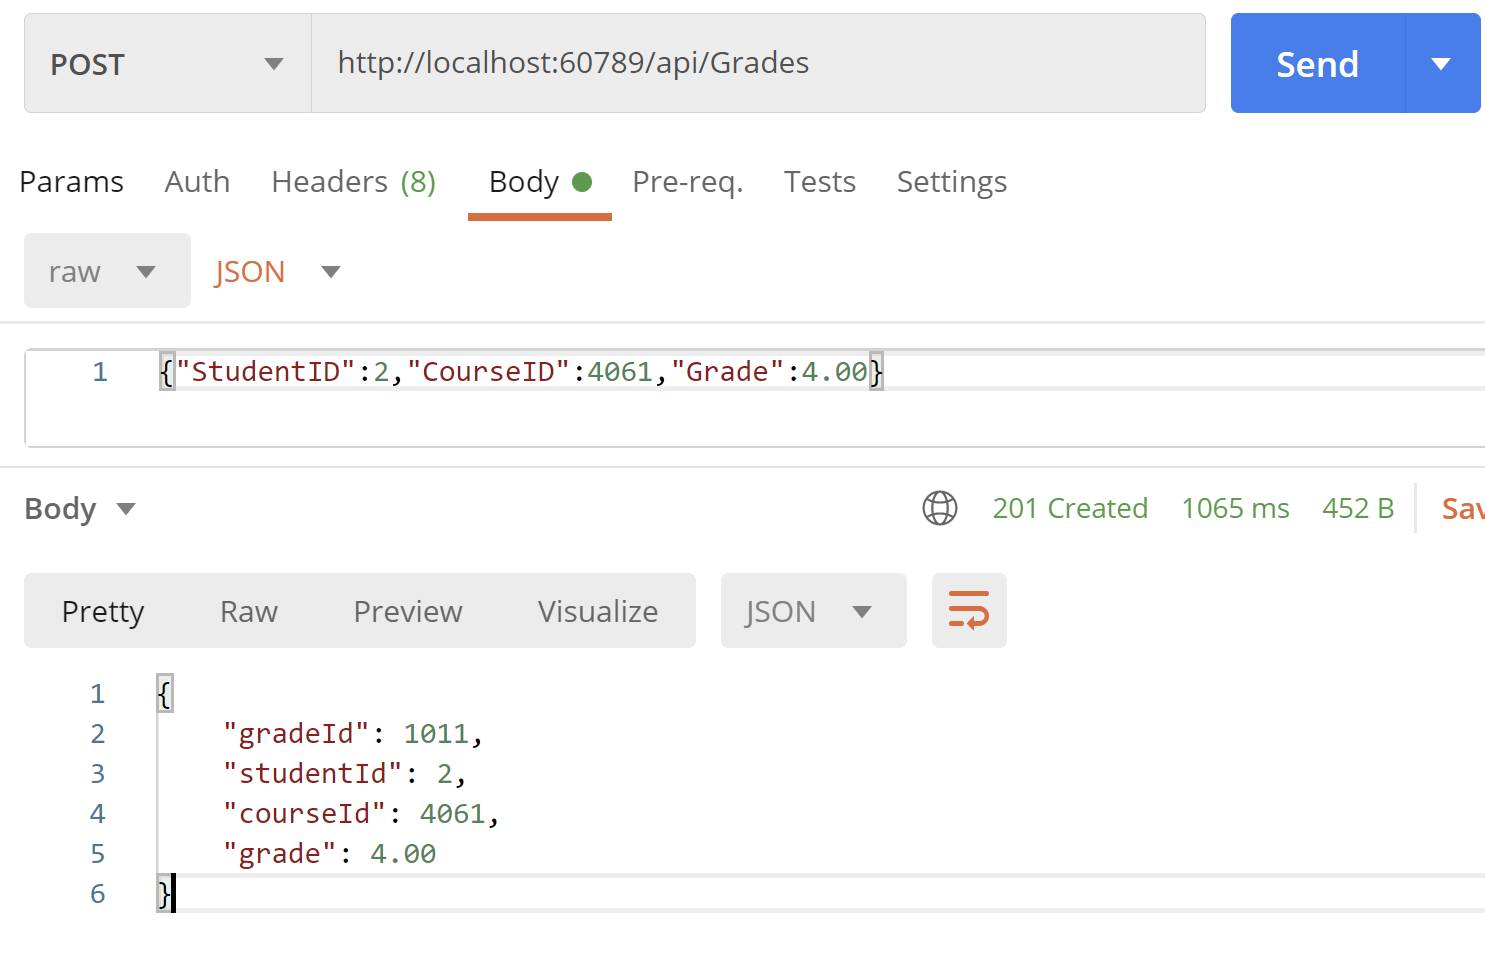 POST http://localhost:60789/api/Grades Send
Params Auth Headers (8) Body Pre-req. Tests Settings
raw JSON
1 {"StudentID":2,"CourseID":4061,"Grade":4.00}
Body 201 Created 1065 ms 452 B Sav
Pretty Raw Preview Visualize JSON
1 {
2 "gradeId": 1011,
3 "studentId": 2,
4 "courseId": 4061,
5 "grade": 4.00
6 }